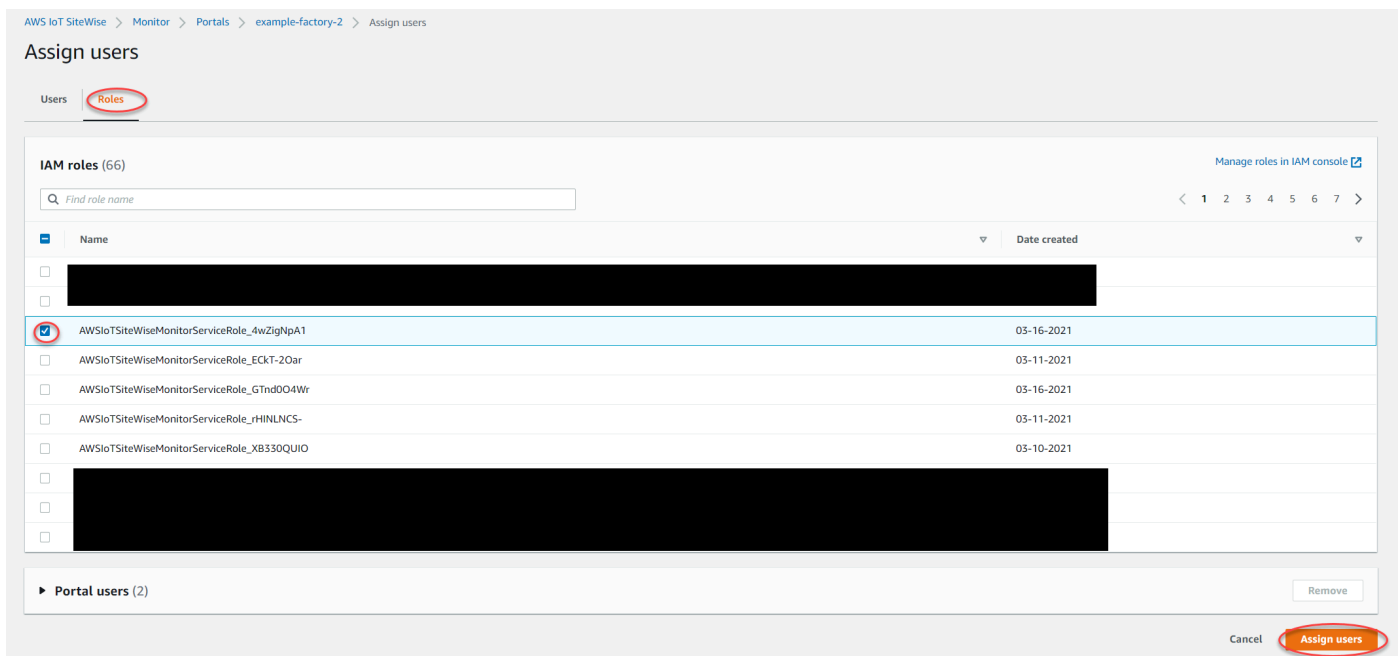 AWS IoT SiteWise > Monitor > Portals > example-factory-2 > Assign users
Assign users
Users Roles
IAM roles (66) Manage roles in IAM console
Find role name < 1 2 3 4 5 6 7 >
Name Date created
AWSIoTSiteWiseMonitorServiceRole_4wZigNpA1 03-16-2021
AWSIoTSiteWiseMonitorServiceRole_ECkT-2Oar 03-11-2021
AWSIoTSiteWiseMonitorServiceRole_GTnd0O4Wr 03-16-2021
AWSIoTSiteWiseMonitorServiceRole_rHINLNCS- 03-11-2021
AWSIoTSiteWiseMonitorServiceRole_XB330QUIO 03-10-2021
Portal users (2) Remove
Cancel Assign users